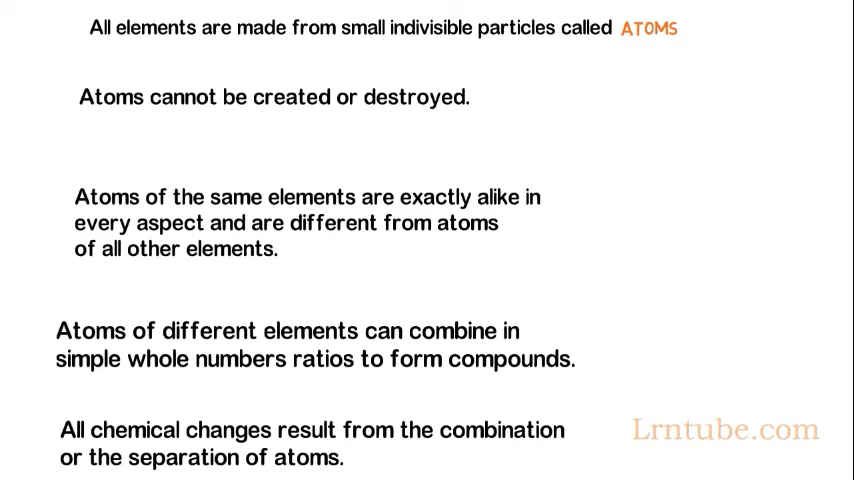 All elements are made from small indivisible particles called ATOMS
Atoms cannot be created or destroyed.
Atoms of the same elements are exactly alike in
every aspect and are different from atoms
of all other elements.
Atoms of different elements can combine in
simple whole numbers ratios to form compounds.
All chemical changes result from the combination
or the separation of atoms.
Lrntube.com